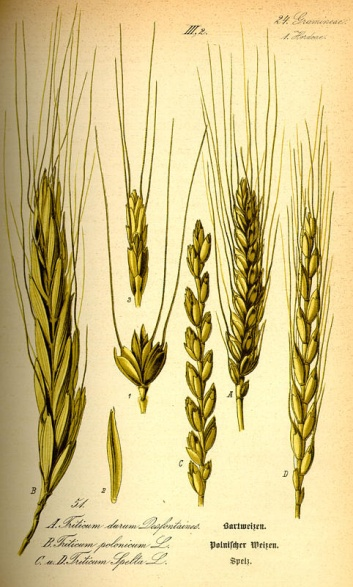 III,2.
24. Gramineae.
1. Hordeae.
3
1
2
A
B
C
D
51.
A. Triticum durum Desfontaines. Bartweizen.
B. Triticum polonicum L. Polnischer Weizen.
C. u. D. Triticum Spelta L. Spelz.